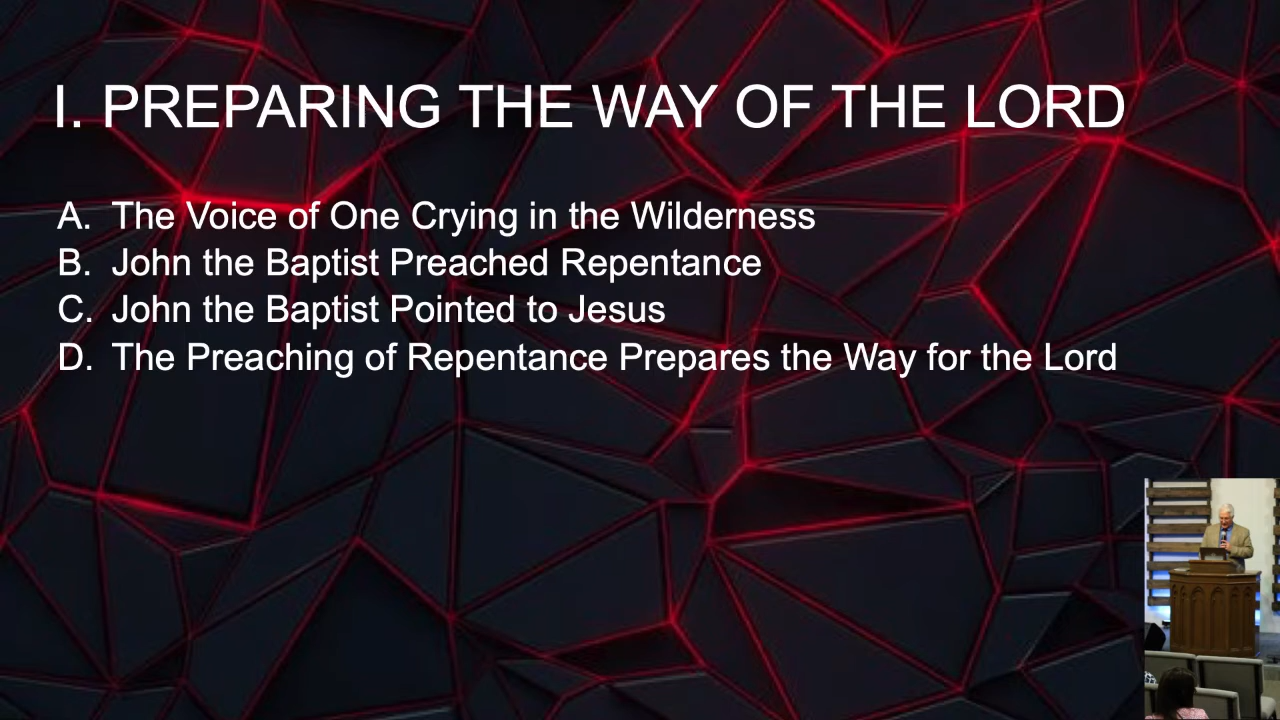 I. PREPARING THE WAY OF THE LORD
A. The Voice of One Crying in the Wilderness
B. John the Baptist Preached Repentance
C. John the Baptist Pointed to Jesus
D. The Preaching of Repentance Prepares the Way for the Lord